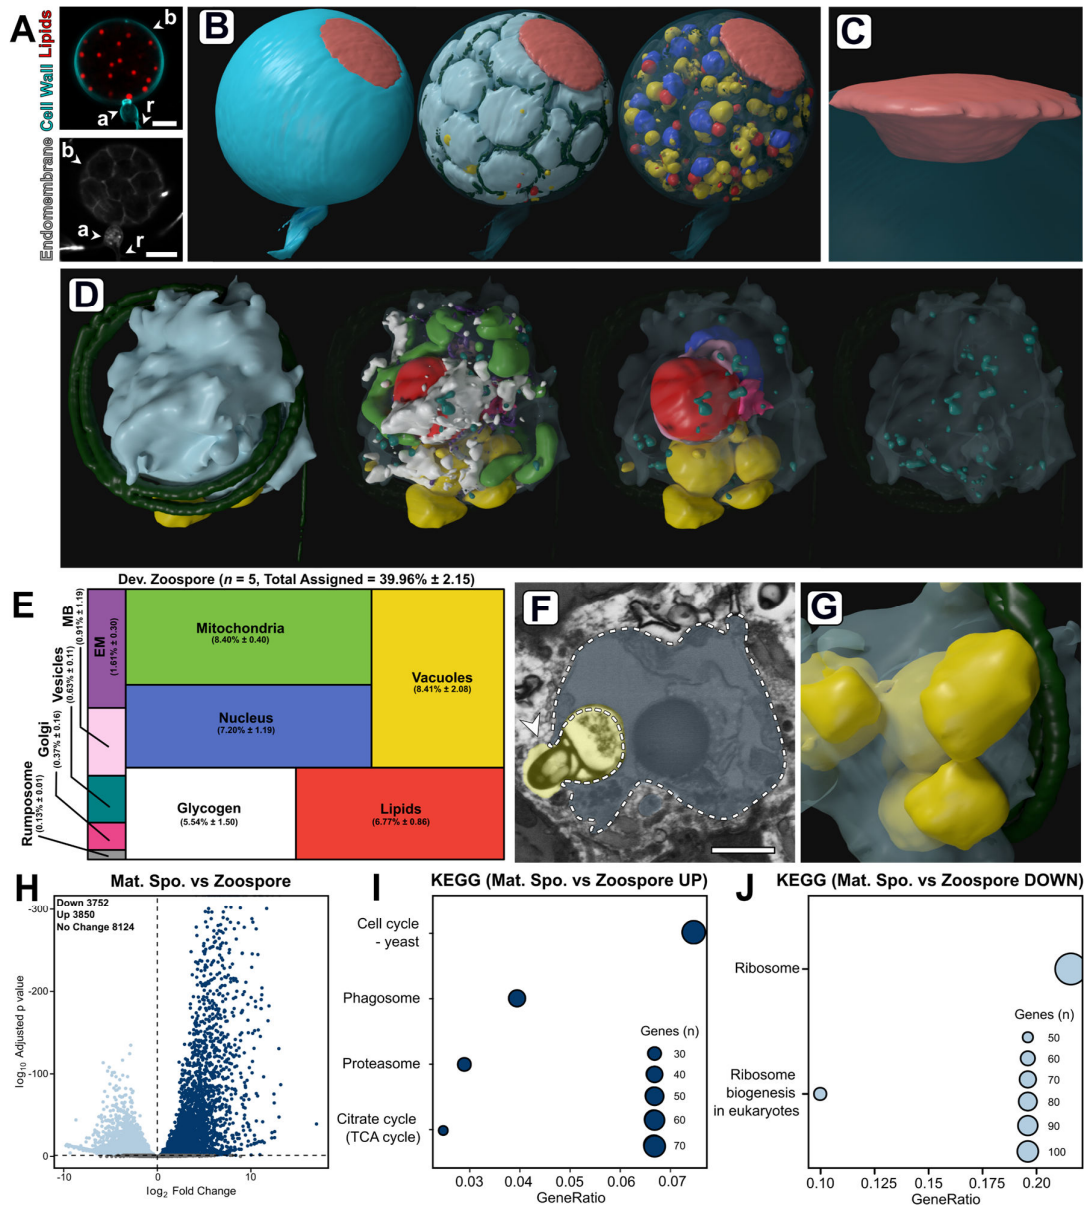 A
Endomembrane Cell Wall Lipids
b
a
r
b
a
r
B
C
D
E
Dev. Zoospore (n = 5, Total Assigned = 39.96% ± 2.15)
EM
(1.61% ± 0.30)
MB
(0.91% ± 1.19)
Vesicles
(0.63% ± 0.11)
Golgi
(0.37% ± 0.16)
Rumposome
(0.13% ± 0.01)
Mitochondria
(8.40% ± 0.40)
Nucleus
(7.20% ± 1.19)
Vacuoles
(8.41% ± 2.08)
Glycogen
(5.54% ± 1.50)
Lipids
(6.77% ± 0.86)
F
G
H
Mat. Spo. vs Zoospore
Down 3752
Up 3850
No Change 8124
-300
-200
-100
0
log10 Adjusted p value
-10
0
10
log2 Fold Change
I
KEGG (Mat. Spo. vs Zoospore UP)
Cell cycle
- yeast
Phagosome
Proteasome
Citrate cycle
(TCA cycle)
Genes (n)
30
40
50
60
70
0.03
0.04
0.05
0.06
0.07
GeneRatio
J
KEGG (Mat. Spo. vs Zoospore DOWN)
Ribosome
Ribosome
biogenesis
in eukaryotes
Genes (n)
50
60
70
80
90
100
0.10
0.125
0.15
0.175
0.20
GeneRatio